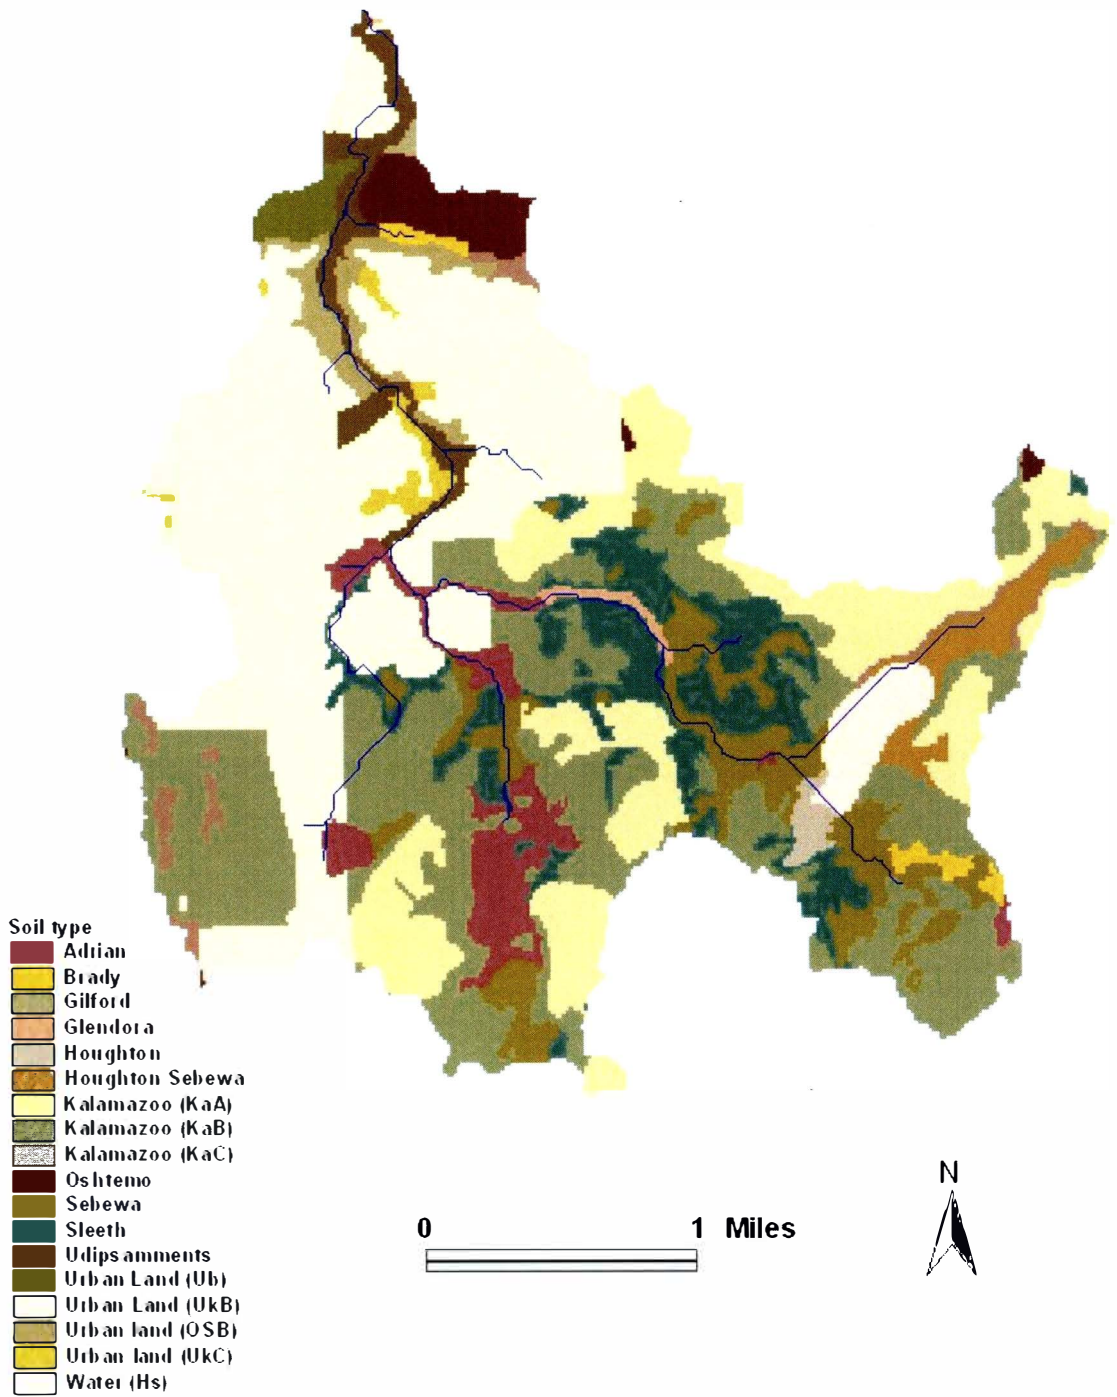 Soil type
Adrian
Brady
Gilford
Glendora
Houghton
Houghton Sebewa
Kalamazoo (KaA)
Kalamazoo (KaB)
Kalamazoo (KaC)
Oshtemo
Sebewa
Sleeth
Udipsamments
Urban Land (Ub)
Urban Land (UkB)
Urban land (OSB)
Urban land (UkC)
Water (Hs)
0 1 Miles
N